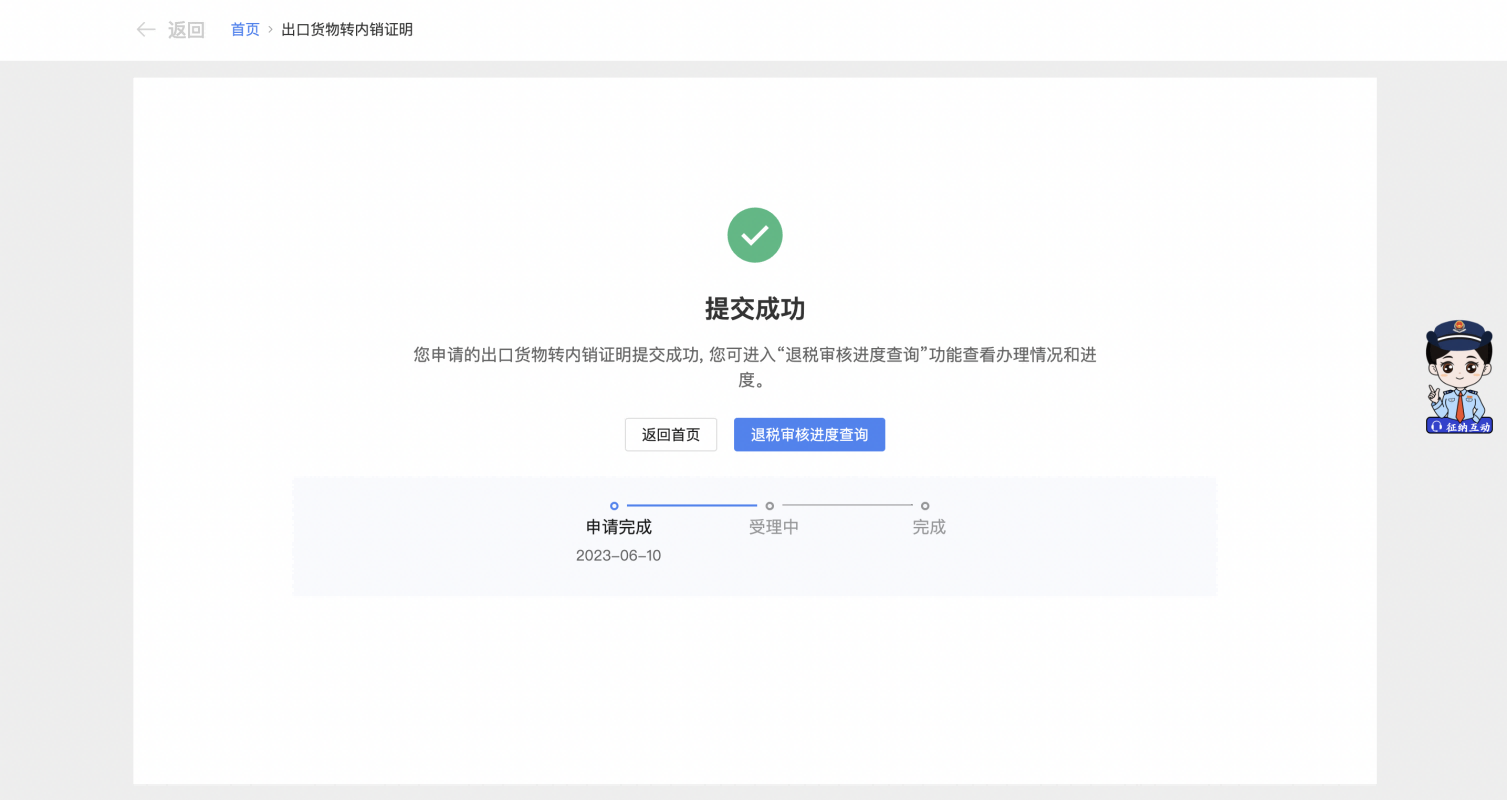 返回 首页 › 出口货物转内销证明
提交成功
您申请的出口货物转内销证明提交成功, 您可进入“退税审核进度查询”功能查看办理情况和进
度。
返回首页 退税审核进度查询
申请完成 受理中 完成
2023-06-10
征纳互动